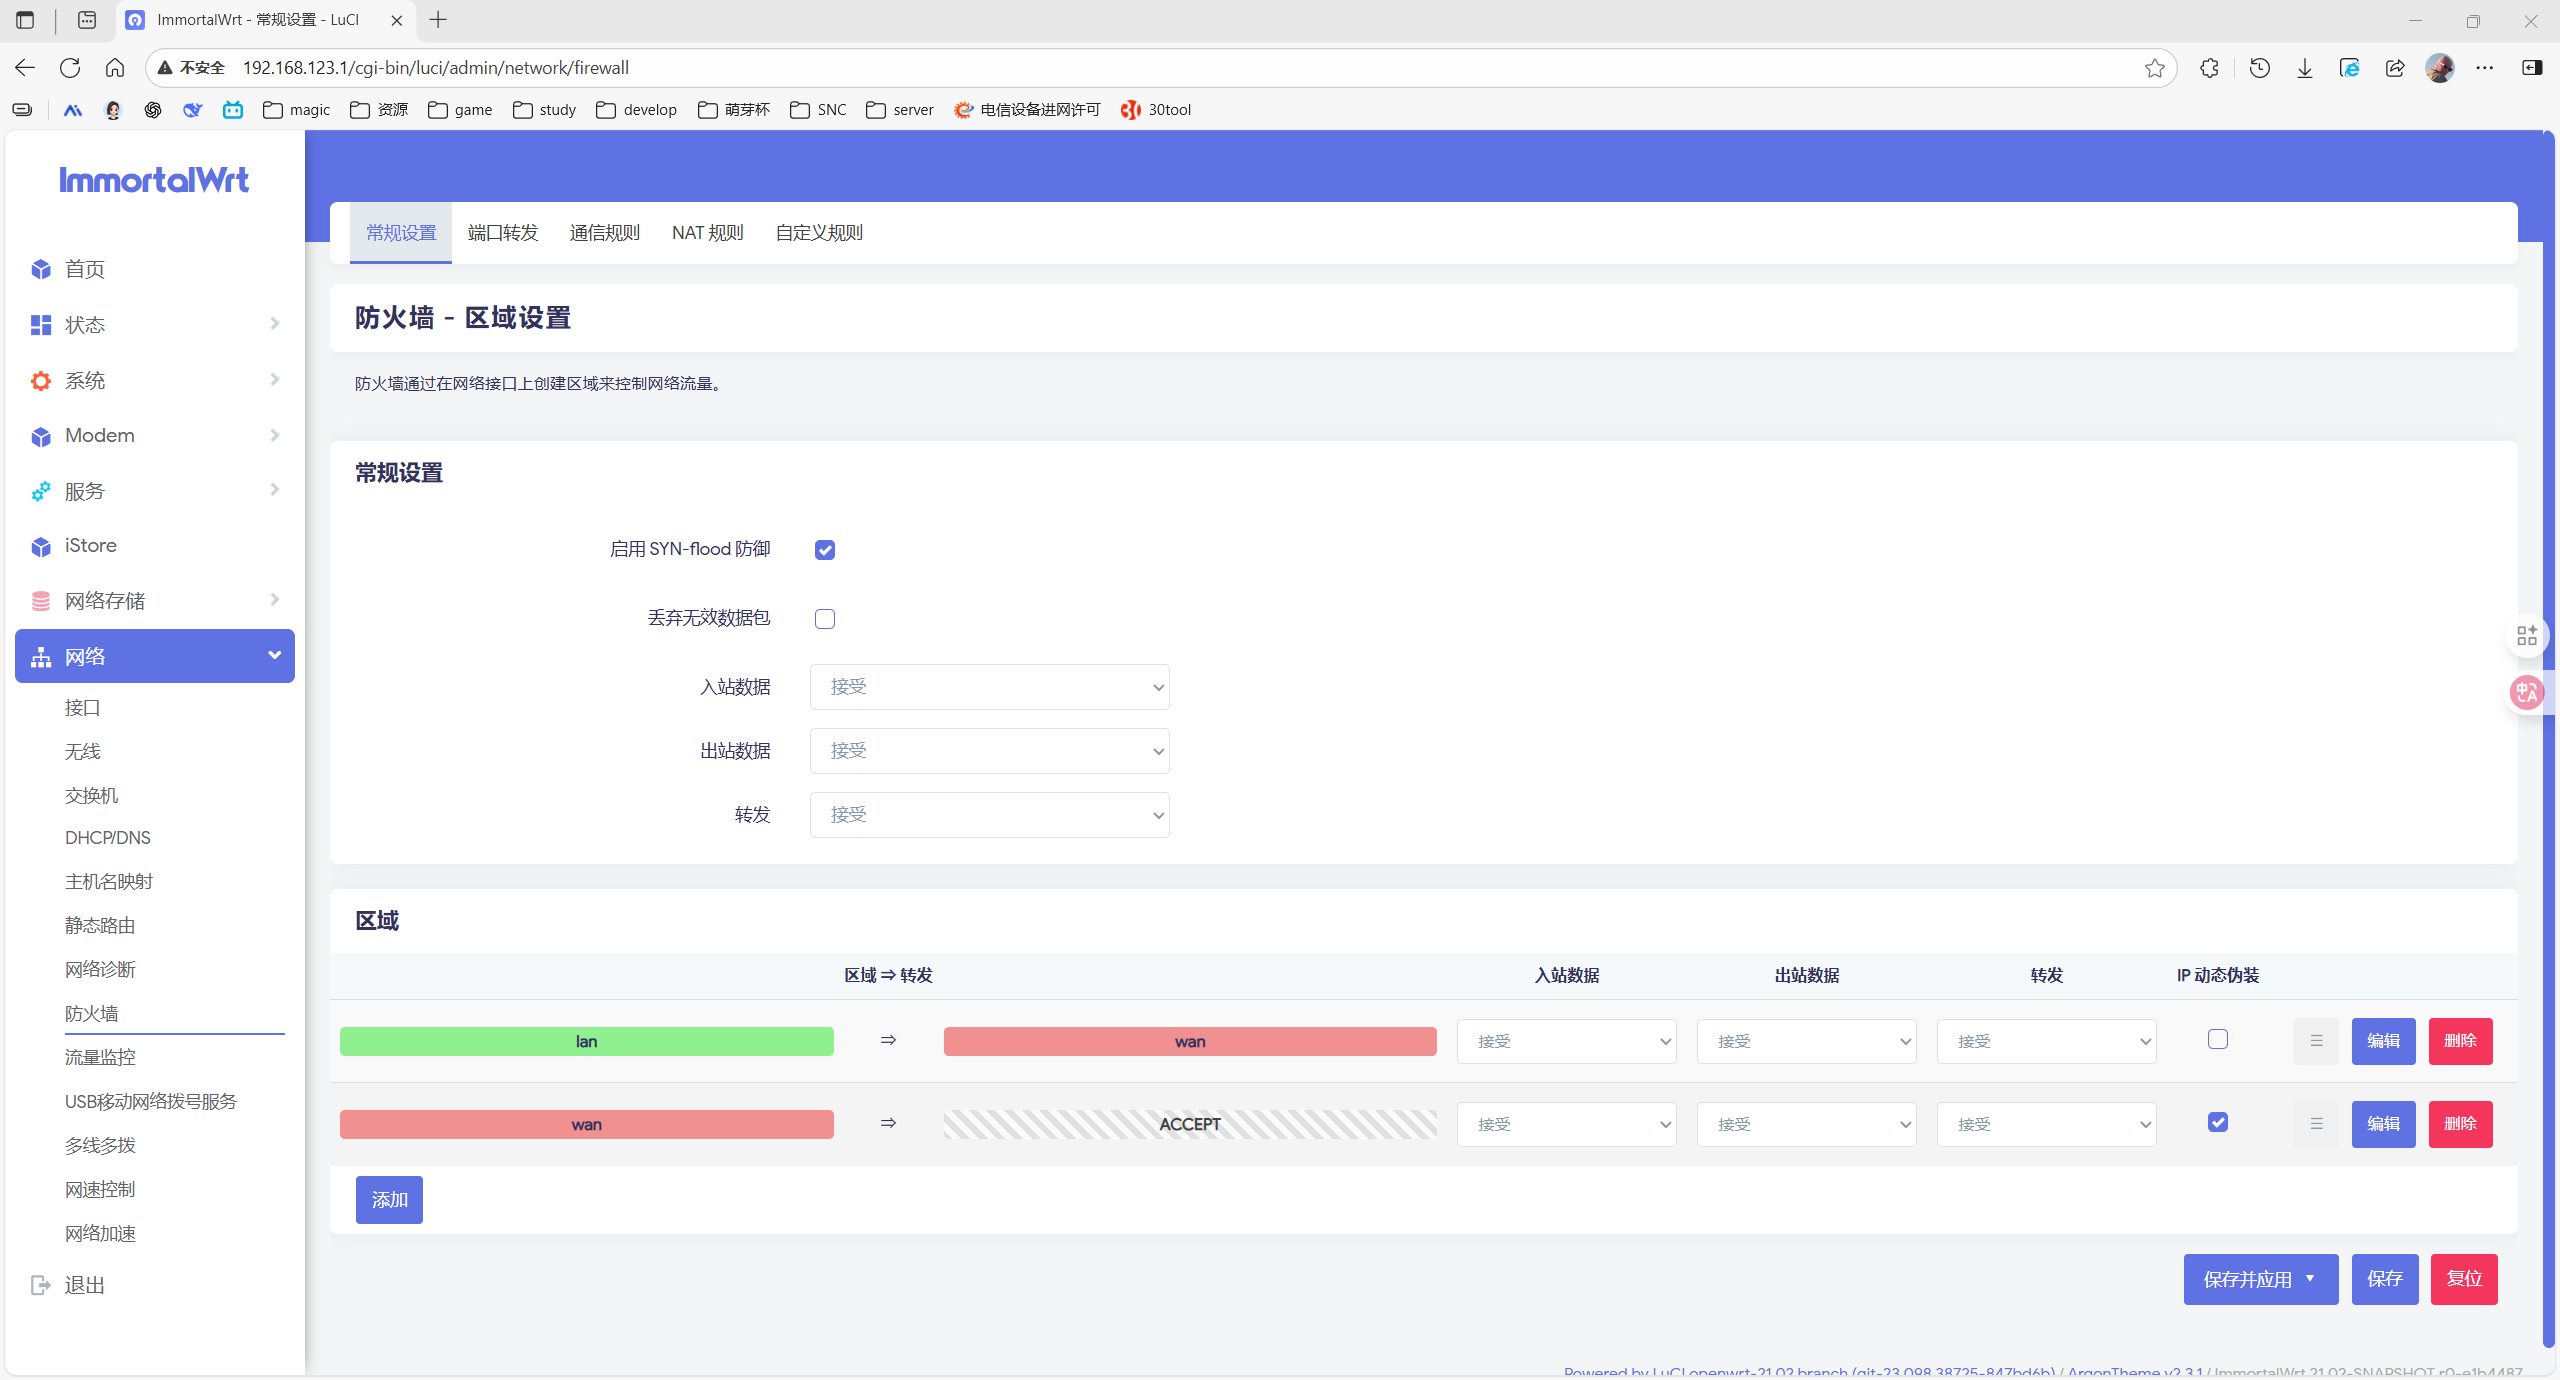 ImmortalWrt - 常规设置 - LuCI
不安全 192.168.123.1/cgi-bin/luci/admin/network/firewall
magic 资源 game study develop 萌芽杯 SNC server 电信设备进网许可 30tool
ImmortalWrt
首页
状态
系统
Modem
服务
iStore
网络存储
网络
接口
无线
交换机
DHCP/DNS
主机名映射
静态路由
网络诊断
防火墙
流量监控
USB移动网络拨号服务
多线多拨
网速控制
网络加速
退出
常规设置 端口转发 通信规则 NAT 规则 自定义规则
防火墙 - 区域设置
防火墙通过在网络接口上创建区域来控制网络流量。
常规设置
启用 SYN-flood 防御
丢弃无效数据包
入站数据 接受
出站数据 接受
转发 接受
区域
区域 ⇒ 转发 入站数据 出站数据 转发 IP 动态伪装
lan ⇒ wan 接受 接受 接受 ☰ 编辑 删除
wan ⇒ ACCEPT 接受 接受 接受 ☰ 编辑 删除
添加
保存并应用 保存 复位
Powered by LuCI openwrt-21.02 branch (git-23.098.38725-847bd6b) / ArgonTheme v2.3.1 / ImmortalWrt 21.02-SNAPSHOT r0-e1b4487